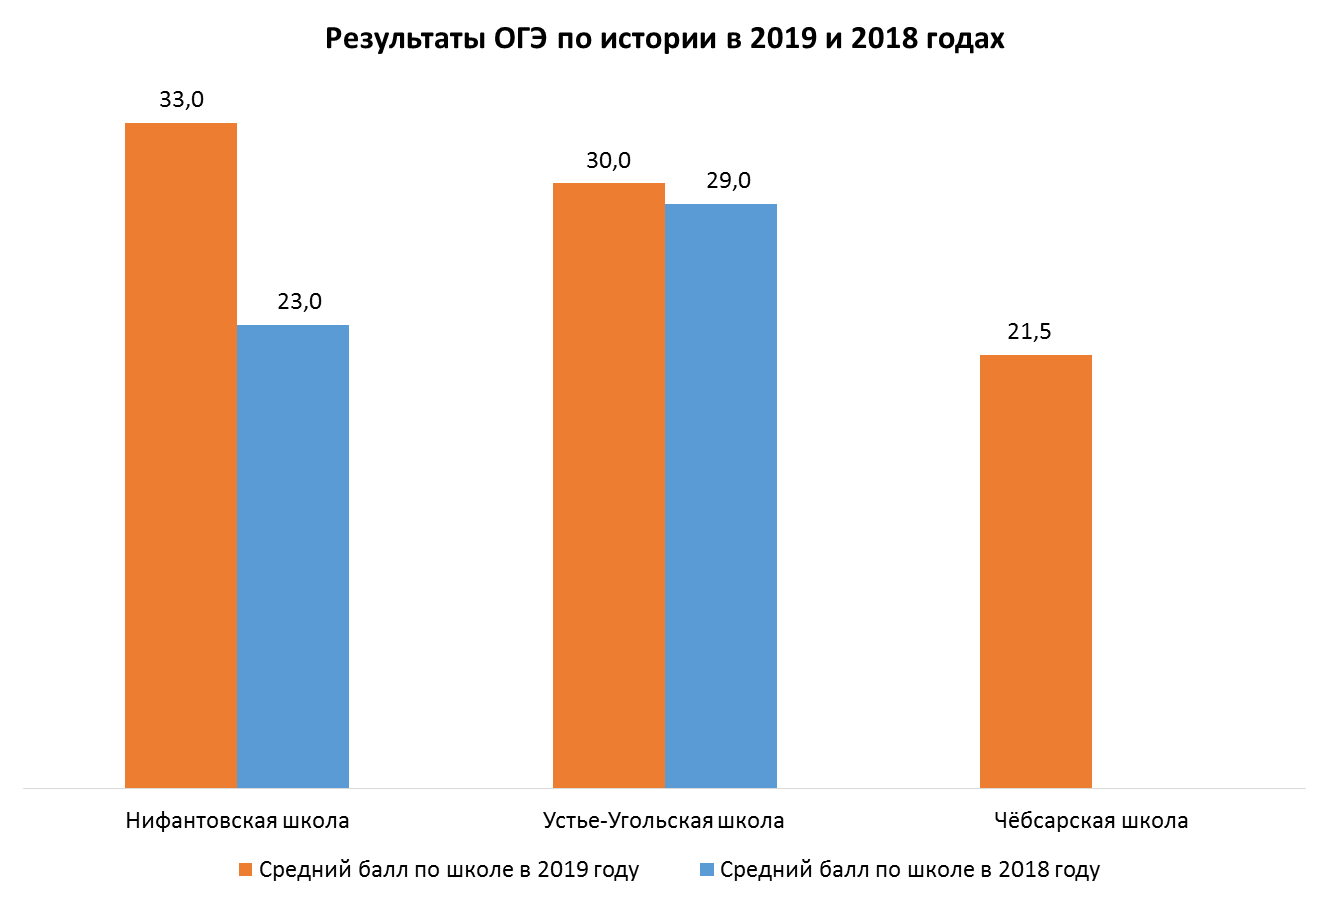 Результаты ОГЭ по истории в 2019 и 2018 годах
33,0
30,0
29,0
23,0
21,5
Нифантовская школа
Устье-Угольская школа
Чёбсарская школа
Средний балл по школе в 2019 году
Средний балл по школе в 2018 году